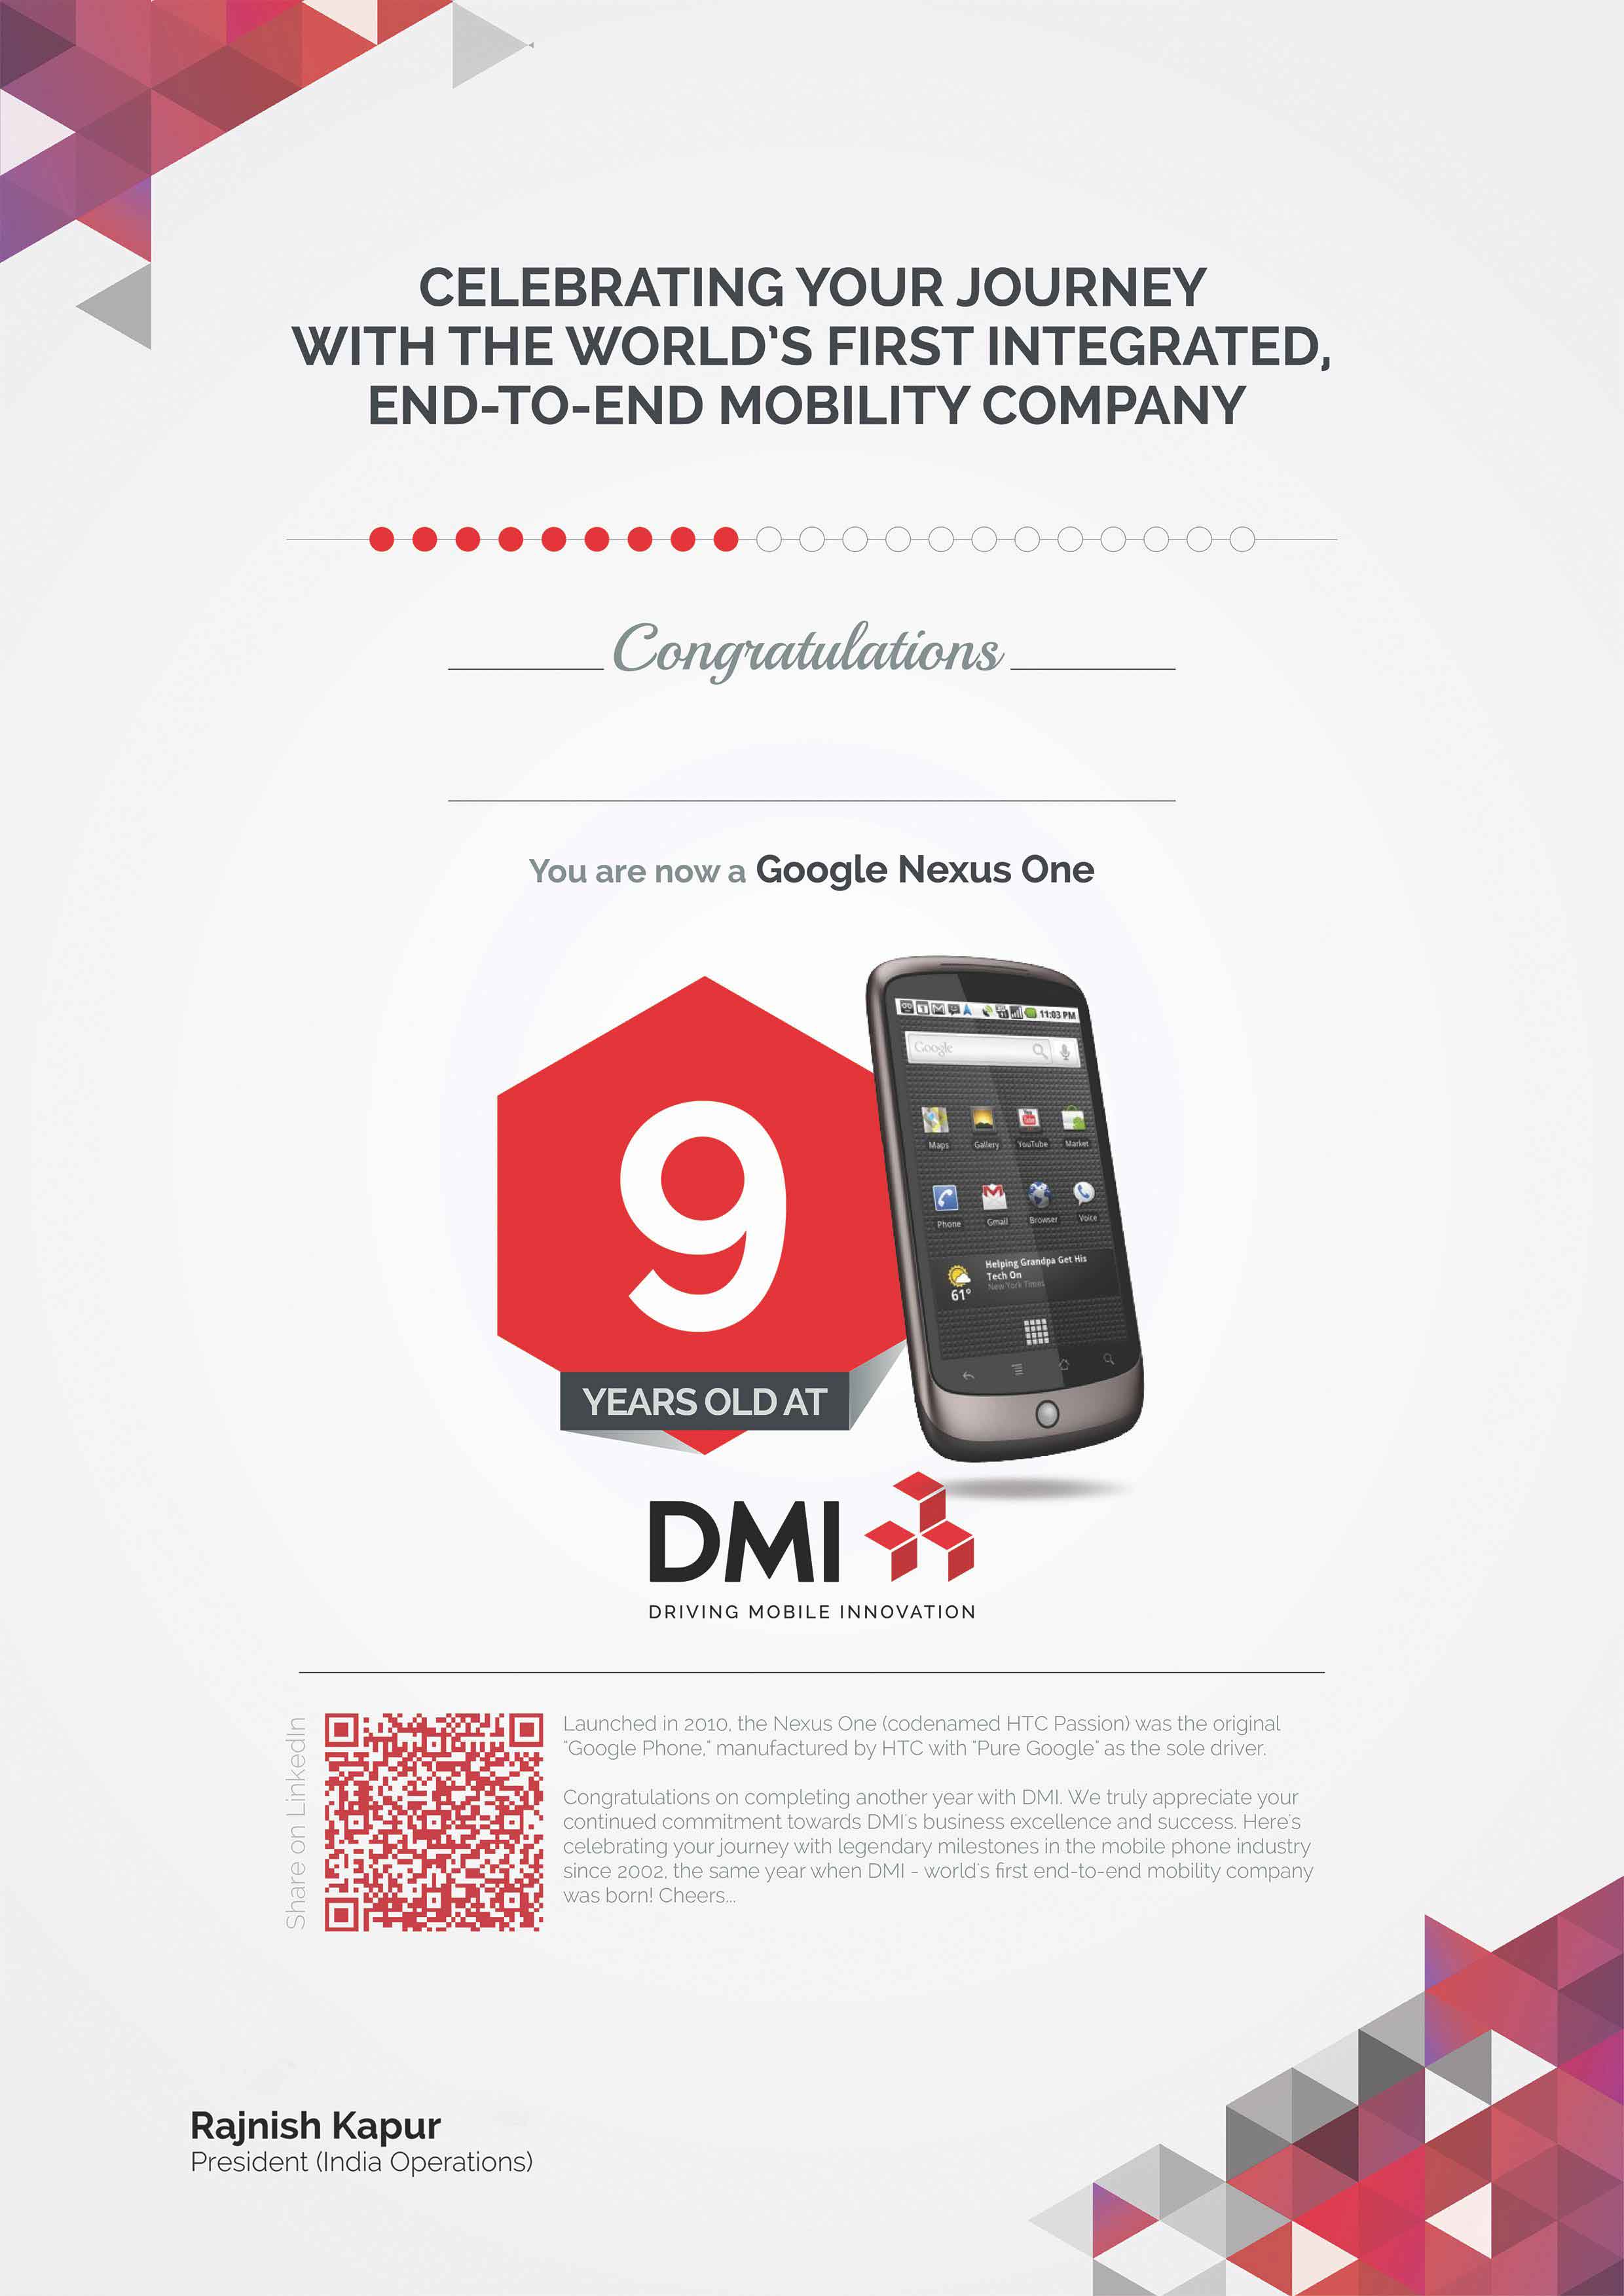 CELEBRATING YOUR JOURNEY
WITH THE WORLD'S FIRST INTEGRATED,
END-TO-END MOBILITY COMPANY
Congratulations
You are now a Google Nexus One
9
YEARS OLD AT
11:03 PM
Google
Maps Gallery YouTube Market
Phone Gmail Browser Voice
Helping Grandpa Get His
Tech On
New York Times
61°
DMI
DRIVING MOBILE INNOVATION
Share on LinkedIn
Launched in 2010, the Nexus One (codenamed HTC Passion) was the original
"Google Phone," manufactured by HTC with "Pure Google" as the sole driver.
Congratulations on completing another year with DMI. We truly appreciate your
continued commitment towards DMI's business excellence and success. Here's
celebrating your journey with legendary milestones in the mobile phone industry
since 2002, the same year when DMI - world's first end-to-end mobility company
was born! Cheers...
Rajnish Kapur
President (India Operations)